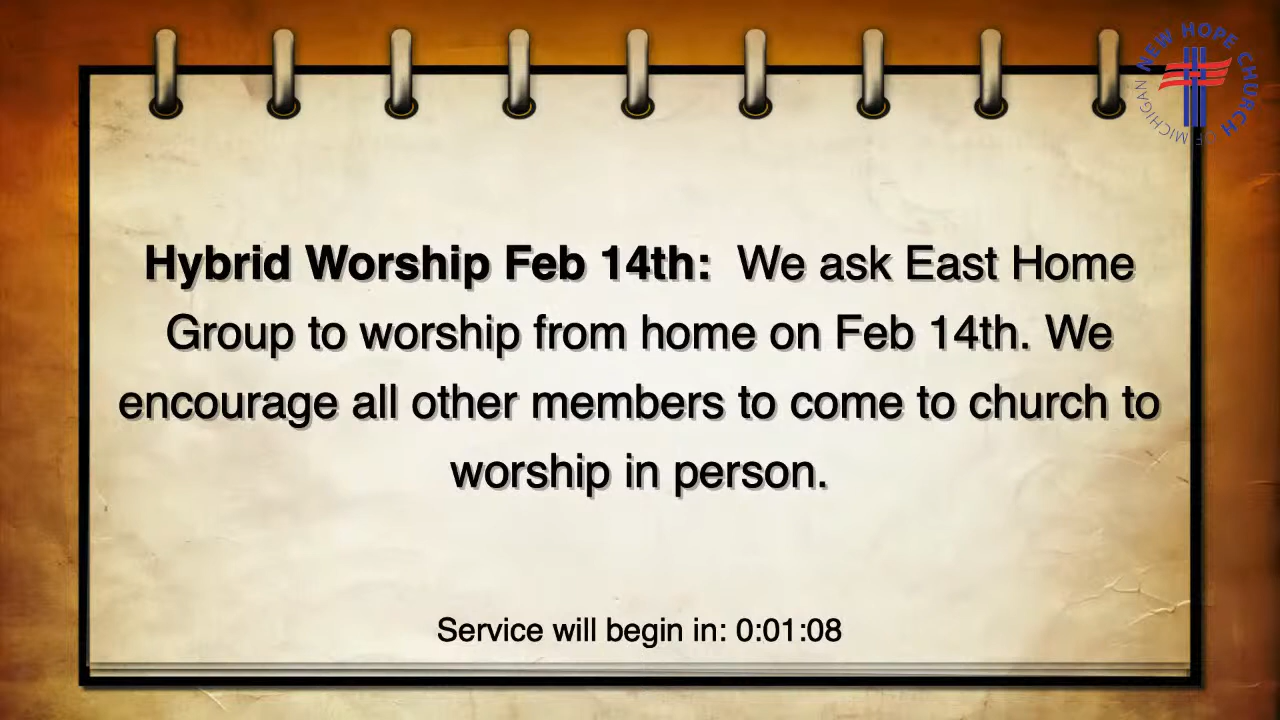 NEW HOPE CHURCH OF MICHIGAN
Hybrid Worship Feb 14th: We ask East Home
Group to worship from home on Feb 14th. We
encourage all other members to come to church to
worship in person.
Service will begin in: 0:01:08